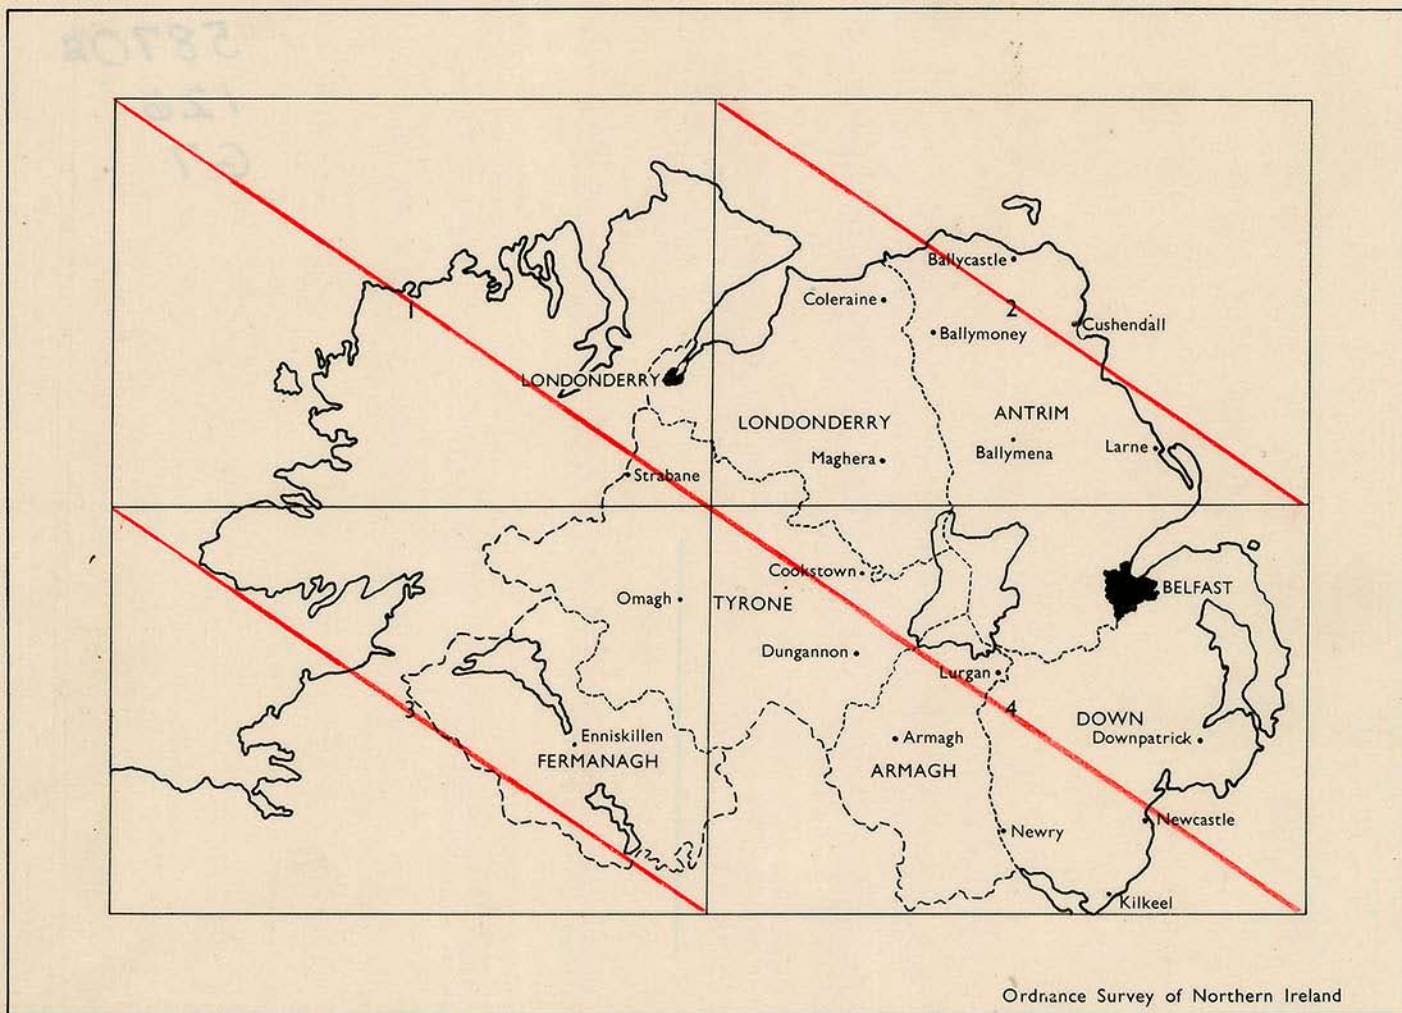 Ballycastle
Coleraine
2
1
Cushendall
Ballymoney
LONDONDERRY
ANTRIM
LONDONDERRY
Ballymena
Larne
Maghera
Strabane
Cookstown
BELFAST
Omagh
TYRONE
Dungannon
Lurgan
3
4
DOWN
Enniskillen
Armagh
Downpatrick
FERMANAGH
ARMAGH
Newcastle
Newry
Kilkeel
Ordnance Survey of Northern Ireland